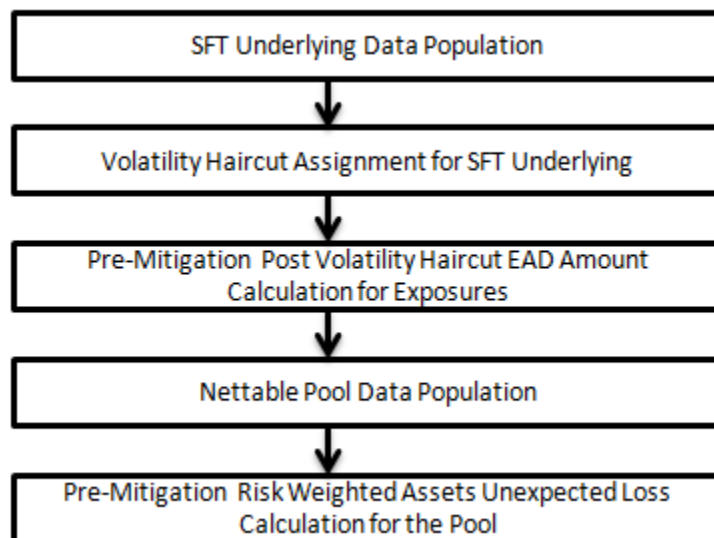 SFT Underlying Data Population
Volatility Haircut Assignment for SFT Underlying
Pre-Mitigation Post Volatility Haircut EAD Amount
Calculation for Exposures
Nettable Pool Data Population
Pre-Mitigation Risk Weighted Assets Unexpected Loss
Calculation for the Pool